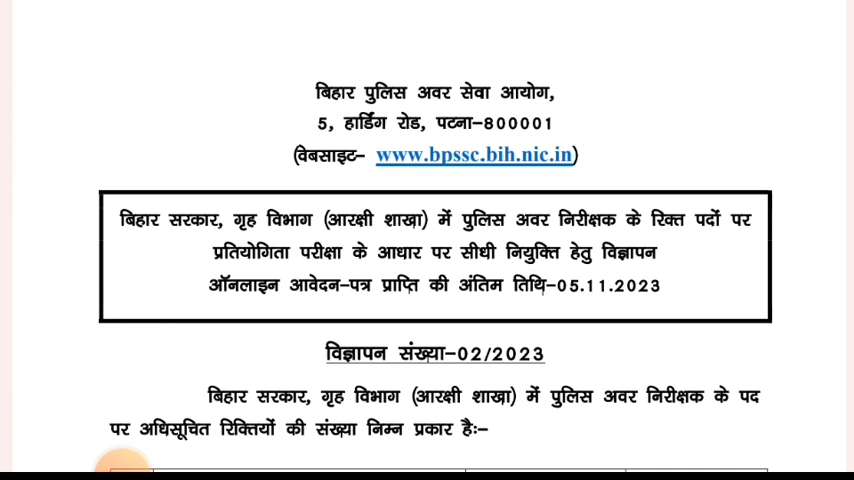 बिहार पुलिस अवर सेवा आयोग,
5, हार्डिंग रोड, पटना–800001
(वेबसाइट– www.bpssc.bih.nic.in)
बिहार सरकार, गृह विभाग (आरक्षी शाखा) में पुलिस अवर निरीक्षक के रिक्त पदों पर
प्रतियोगिता परीक्षा के आधार पर सीधी नियुक्ति हेतु विज्ञापन
ऑनलाइन आवेदन–पत्र प्राप्ति की अंतिम तिथि–05.11.2023
विज्ञापन संख्या–02/2023
बिहार सरकार, गृह विभाग (आरक्षी शाखा) में पुलिस अवर निरीक्षक के पद
पर अधिसूचित रिक्तियों की संख्या निम्न प्रकार है:–